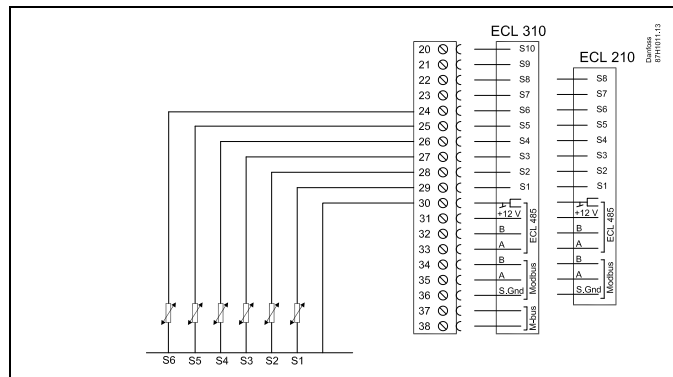 ECL 310
ECL 210
Danfoss
87H1011.13
20 S10
21 S9
22 S8 S8
23 S7 S7
24 S6 S6
25 S5 S5
26 S4 S4
27 S3 S3
28 S2 S2
29 S1 S1
30
31 +12 V +12 V
32 B B
33 A A
ECL 485
ECL 485
34 B B
35 A A
36 S.Gnd S.Gnd
Modbus
Modbus
37
38
M-bus
S6 S5 S4 S3 S2 S1